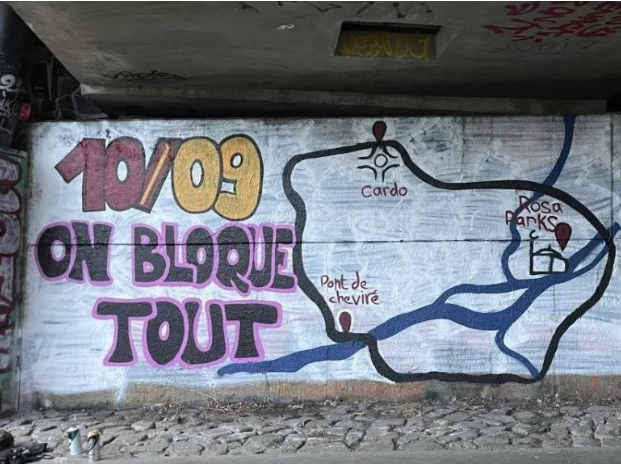 10/09
ON BLOQUE
TOUT
Cardo
Rosa
Parks
Pont de
cheviré